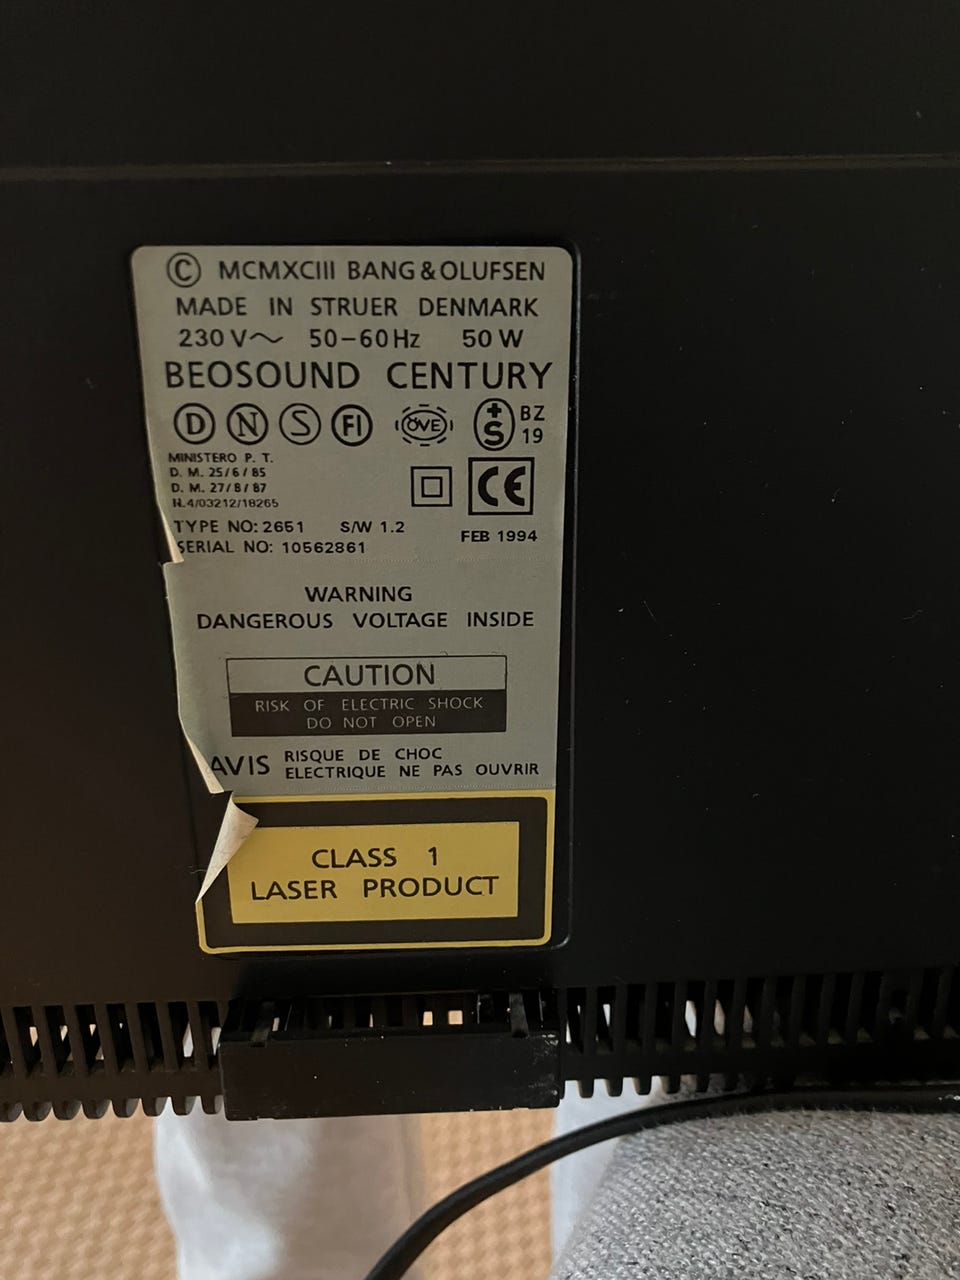 © MCMXCIII BANG & OLUFSEN
MADE IN STRUER DENMARK
230 V～ 50–60 Hz 50 W
BEOSOUND CENTURY
D N S FI ÖVE +S BZ 19
MINISTERO P. T.
D. M. 25/6/85
D. M. 27/8/87
N.4/03212/18265
CE
TYPE NO: 2651 S/W 1.2
FEB 1994
SERIAL NO: 10562861
WARNING
DANGEROUS VOLTAGE INSIDE
CAUTION
RISK OF ELECTRIC SHOCK
DO NOT OPEN
AVIS RISQUE DE CHOC
ELECTRIQUE NE PAS OUVRIR
CLASS 1
LASER PRODUCT